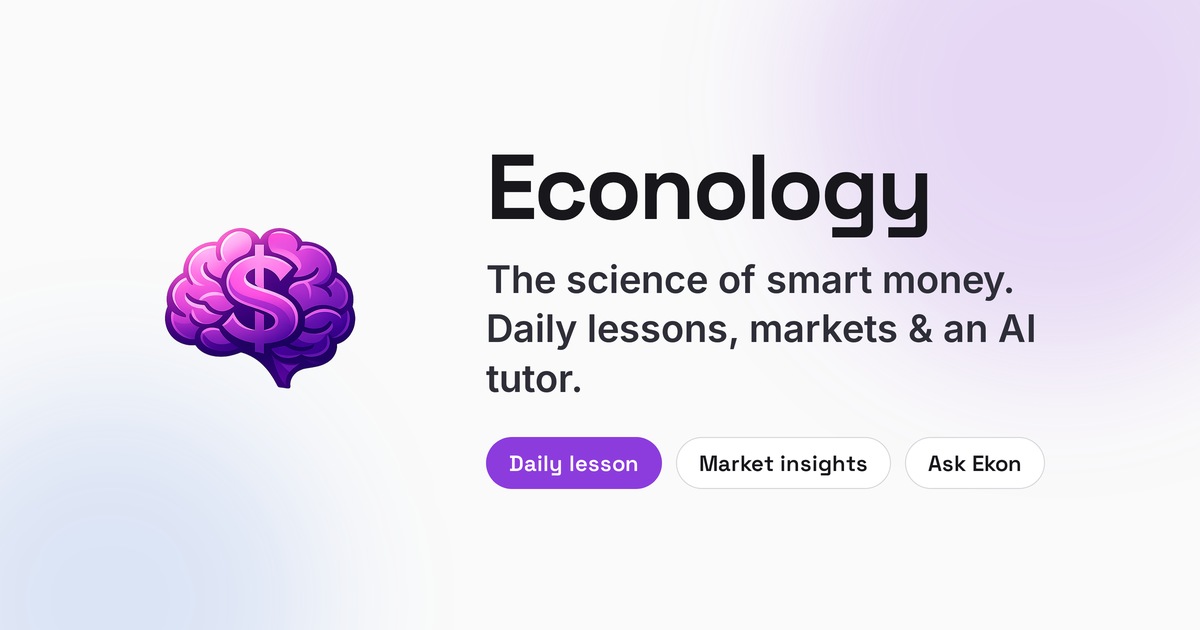 Econology
The science of smart money.
Daily lessons, markets & an AI
tutor.
Daily lesson
Market insights
Ask Ekon
$